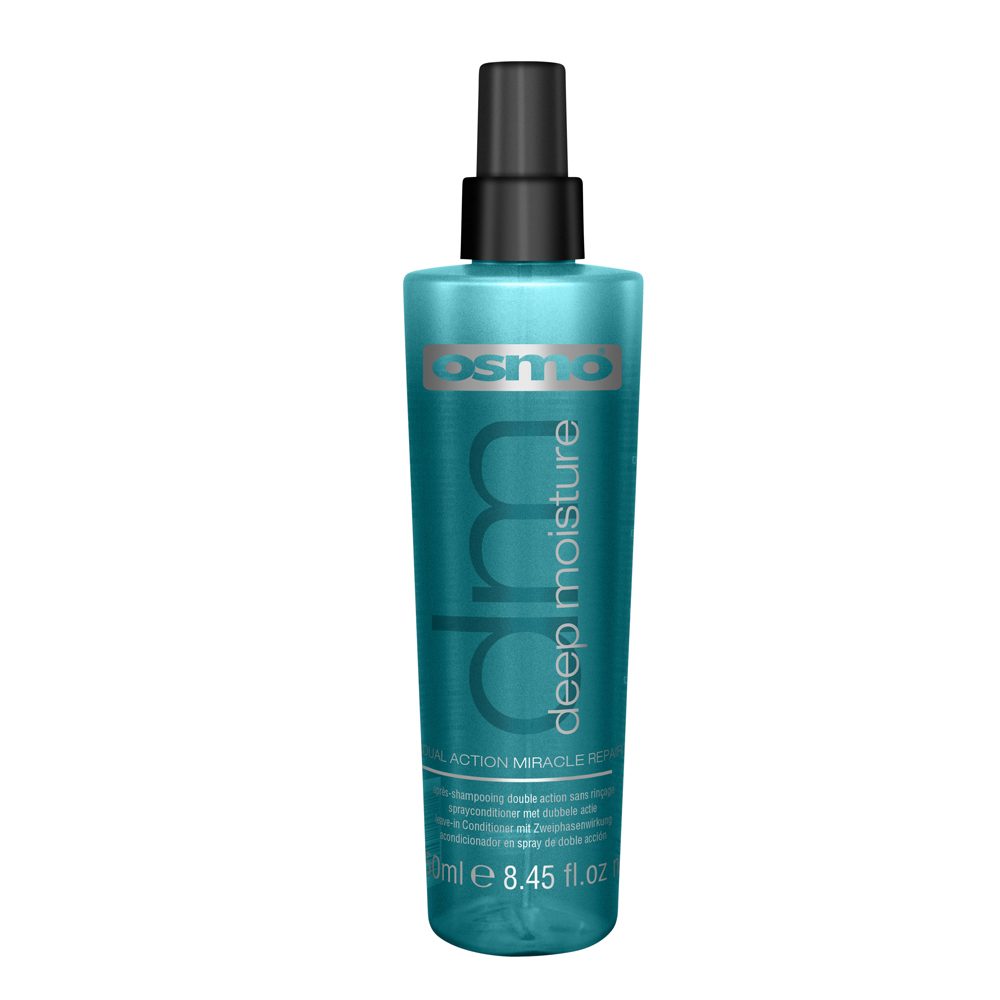 osmo
dm
deep moisture
DUAL ACTION MIRACLE REPAIR
après-shampooing double action sans rinçage
sprayconditioner met dubbele actie
leave-in Conditioner mit Zweiphasenwirkung
acondicionador en spray de doble acción
50ml e 8.45 fl.oz